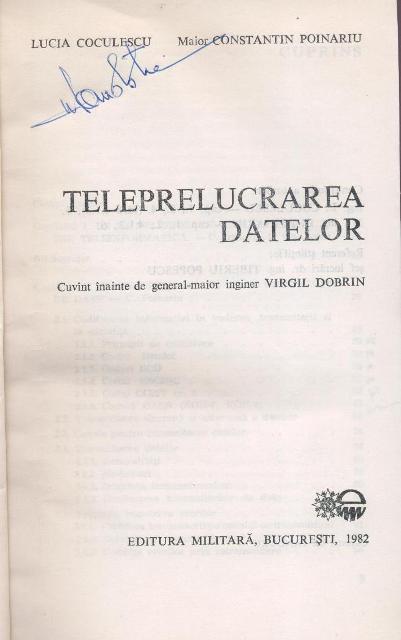 LUCIA COCULESCU Maior CONSTANTIN POINARIU
TELEPRELUCRAREA
DATELOR
Cuvînt înainte de general-maior inginer VIRGIL DOBRIN
EDITURA MILITARĂ, BUCUREȘTI, 1982